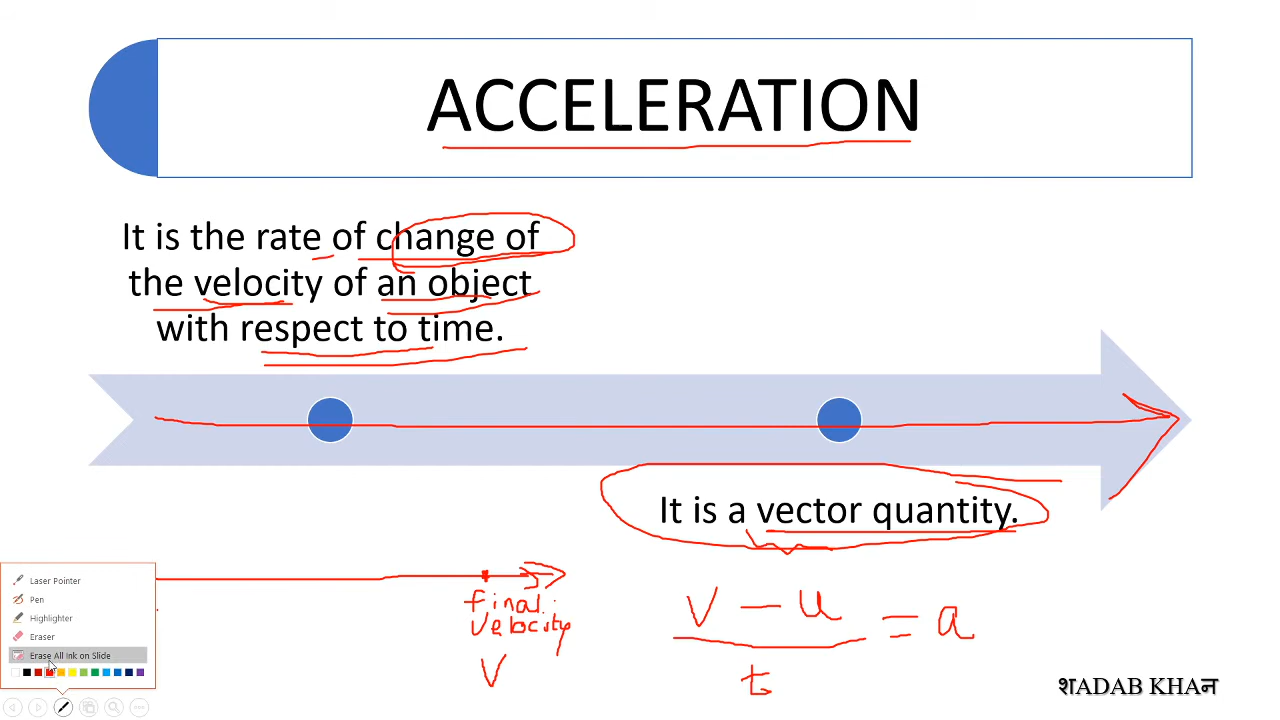 ACCELERATION
It is the rate of change of
the velocity of an object
with respect to time.
It is a vector quantity.
Laser Pointer
Pen
Highlighter
Eraser
Erase All Ink on Slide
final
velocity
V
V - u
= a
t
शADAB KHAन